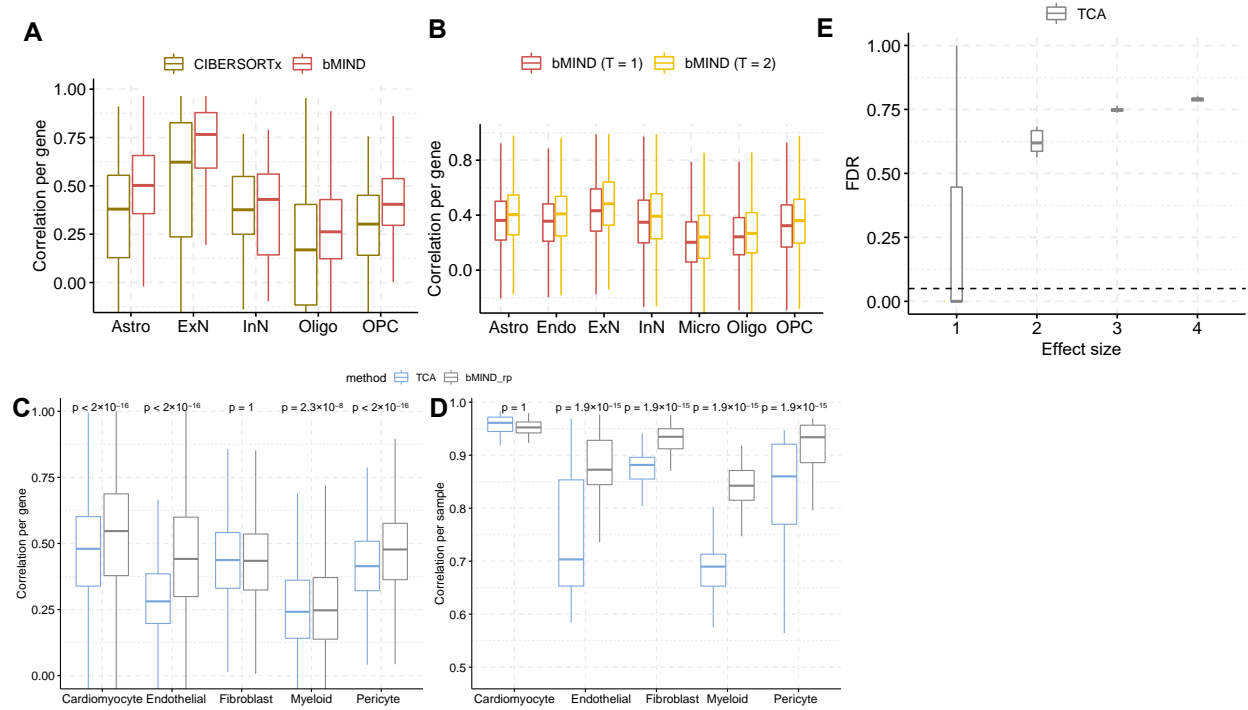 A
CIBERSORTx bMIND
Correlation per gene
1.00
0.75
0.50
0.25
0.00
Astro ExN InN Oligo OPC
B
bMIND (T = 1) bMIND (T = 2)
Correlation per gene
0.8
0.4
0.0
Astro Endo ExN InN Micro Oligo OPC
E
TCA
FDR
1.00
0.75
0.50
0.25
0.00
1 2 3 4
Effect size
method TCA bMIND_rp
C
p < 2×10⁻¹⁶ p < 2×10⁻¹⁶ p = 1 p = 2.3×10⁻⁸ p < 2×10⁻¹⁶
Correlation per gene
1.00
0.75
0.50
0.25
0.00
Cardiomyocyte Endothelial Fibroblast Myeloid Pericyte
D
p = 1 p = 1.9×10⁻¹⁵ p = 1.9×10⁻¹⁵ p = 1.9×10⁻¹⁵ p = 1.9×10⁻¹⁵
Correlation per sample
1.0
0.9
0.8
0.7
0.6
0.5
Cardiomyocyte Endothelial Fibroblast Myeloid Pericyte